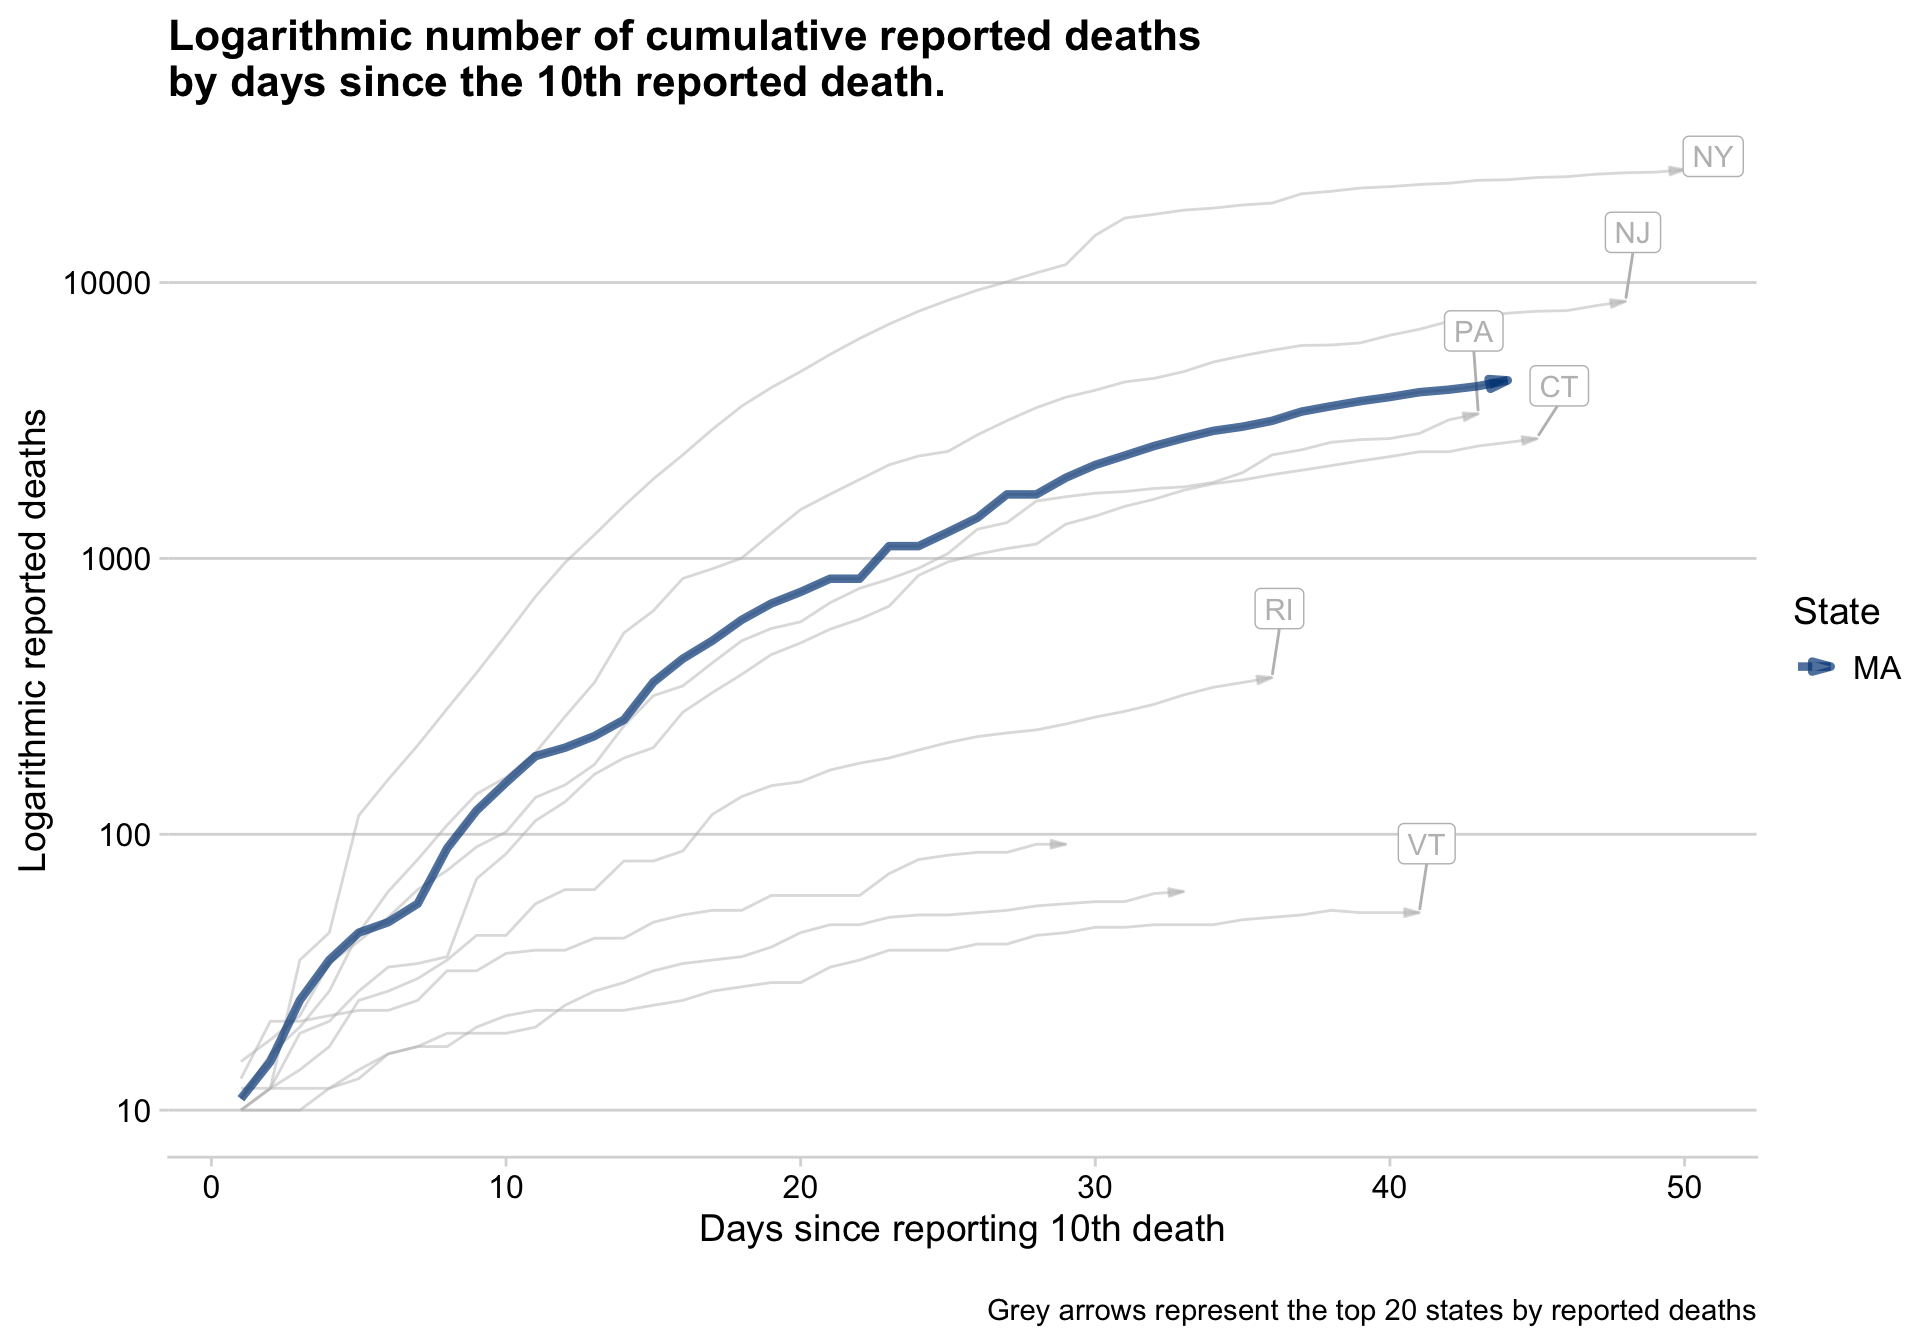 Logarithmic number of cumulative reported deaths
by days since the 10th reported death.
NY
NJ
PA
CT
RI
VT
10000
1000
100
10
Logarithmic reported deaths
0 10 20 30 40 50
Days since reporting 10th death
State
MA
Grey arrows represent the top 20 states by reported deaths